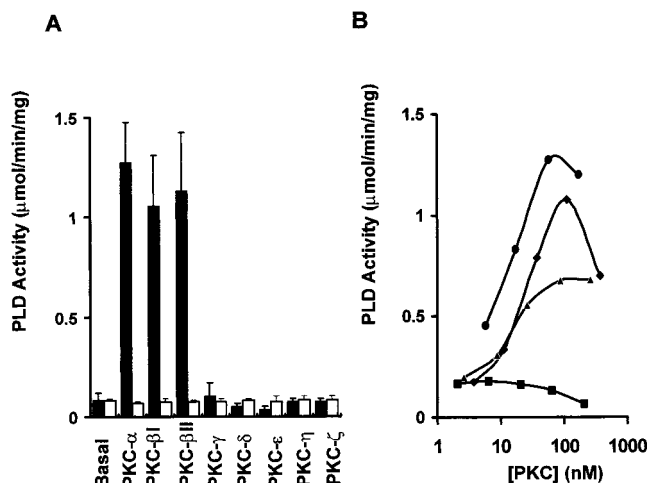 A
PLD Activity (μmol/min/mg)
1.5
1
0.5
0
Basal
PKC-α
PKC-βI
PKC-βII
PKC-γ
PKC-δ
PKC-ε
PKC-η
PKC-ζ
B
PLD Activity (μmol/min/mg)
1.5
1
0.5
0
1
10
100
1000
[PKC] (nM)